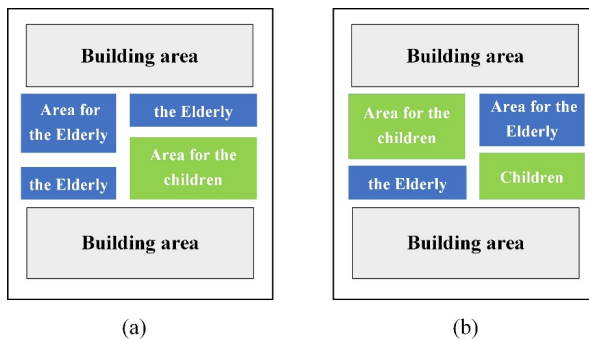 Building area
Area for
the Elderly
the Elderly
the Elderly
Area for the
children
Building area
(a)
Building area
Area for the
children
Area for the
Elderly
the Elderly
Children
Building area
(b)